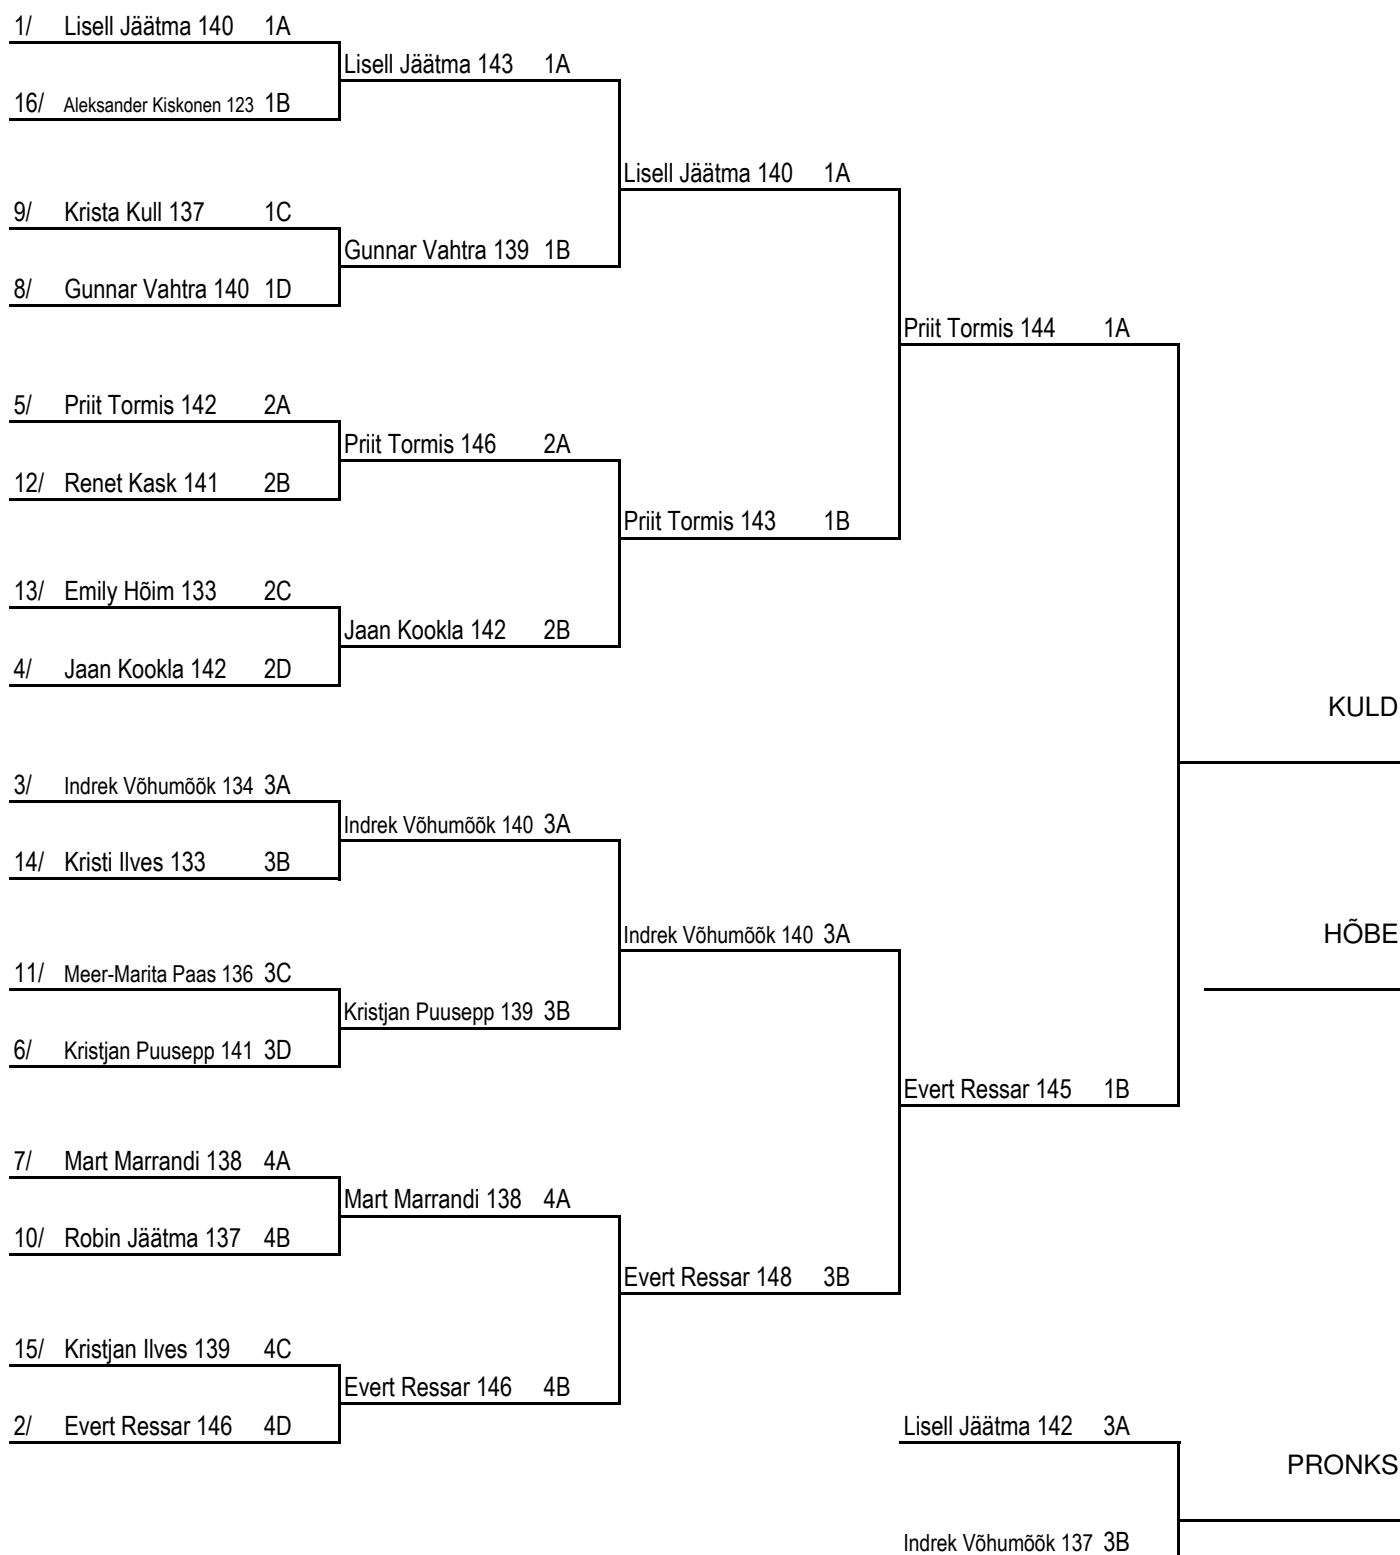 1/ Lisell Jäätma 140 1A
Lisell Jäätma 143 1A
16/ Aleksander Kiskonen 123 1B
Lisell Jäätma 140 1A
9/ Krista Kull 137 1C
Gunnar Vahtra 139 1B
8/ Gunnar Vahtra 140 1D
Priit Tormis 144 1A
5/ Priit Tormis 142 2A
Priit Tormis 146 2A
12/ Renet Kask 141 2B
Priit Tormis 143 1B
13/ Emily Hõim 133 2C
Jaan Kookla 142 2B
4/ Jaan Kookla 142 2D
KULD
3/ Indrek Võhumõõk 134 3A
Indrek Võhumõõk 140 3A
14/ Kristi Ilves 133 3B
Indrek Võhumõõk 140 3A
HÕBE
11/ Meer-Marita Paas 136 3C
Kristjan Puusepp 139 3B
6/ Kristjan Puusepp 141 3D
Evert Ressar 145 1B
7/ Mart Marrandi 138 4A
Mart Marrandi 138 4A
10/ Robin Jäätma 137 4B
Evert Ressar 148 3B
15/ Kristjan Ilves 139 4C
Evert Ressar 146 4B
2/ Evert Ressar 146 4D
Lisell Jäätma 142 3A
PRONKS
Indrek Võhumõõk 137 3B